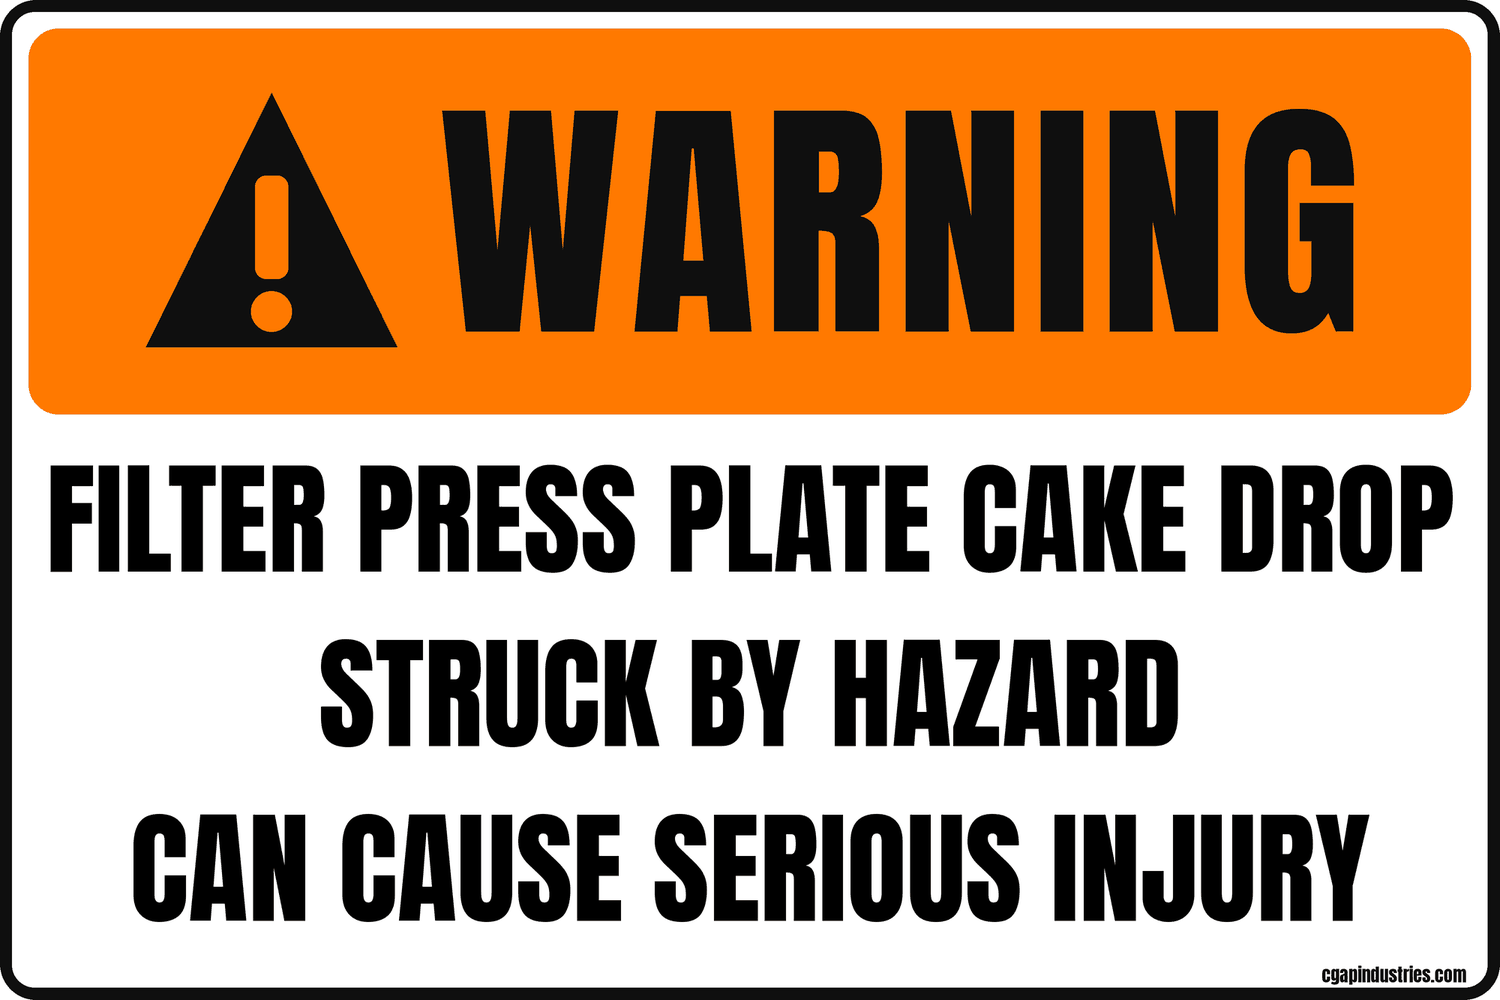 WARNING
FILTER PRESS PLATE CAKE DROP
STRUCK BY HAZARD
CAN CAUSE SERIOUS INJURY
cgapindustries.com